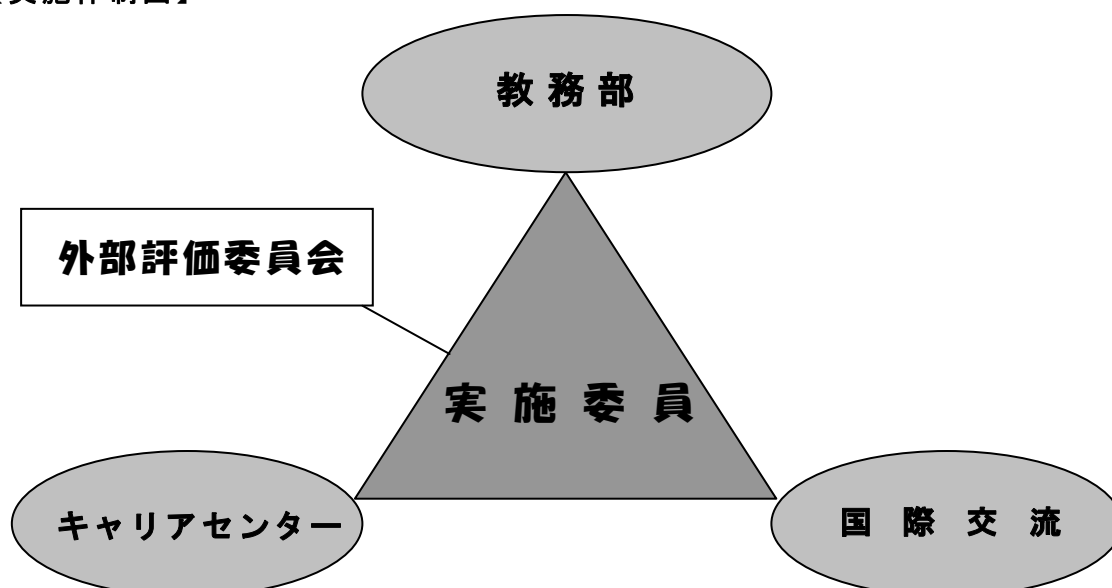 実施体制図】
教務部
外部評価委員会
実施委員
キャリアセンター
国際交流